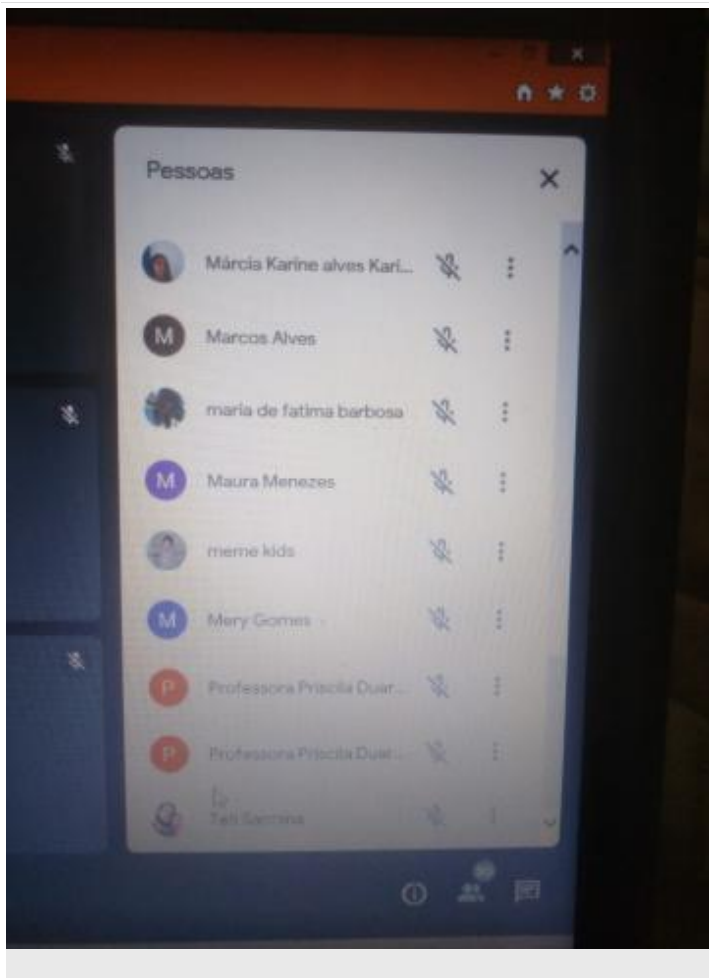 Pessoas
Márcia Karine alves Kari...
M Marcos Alves
maria de fatima barbosa
M Maura Menezes
meme kids
M Mery Gomes
P Professora Priscila Duar...
P Professora Priscila Duar...